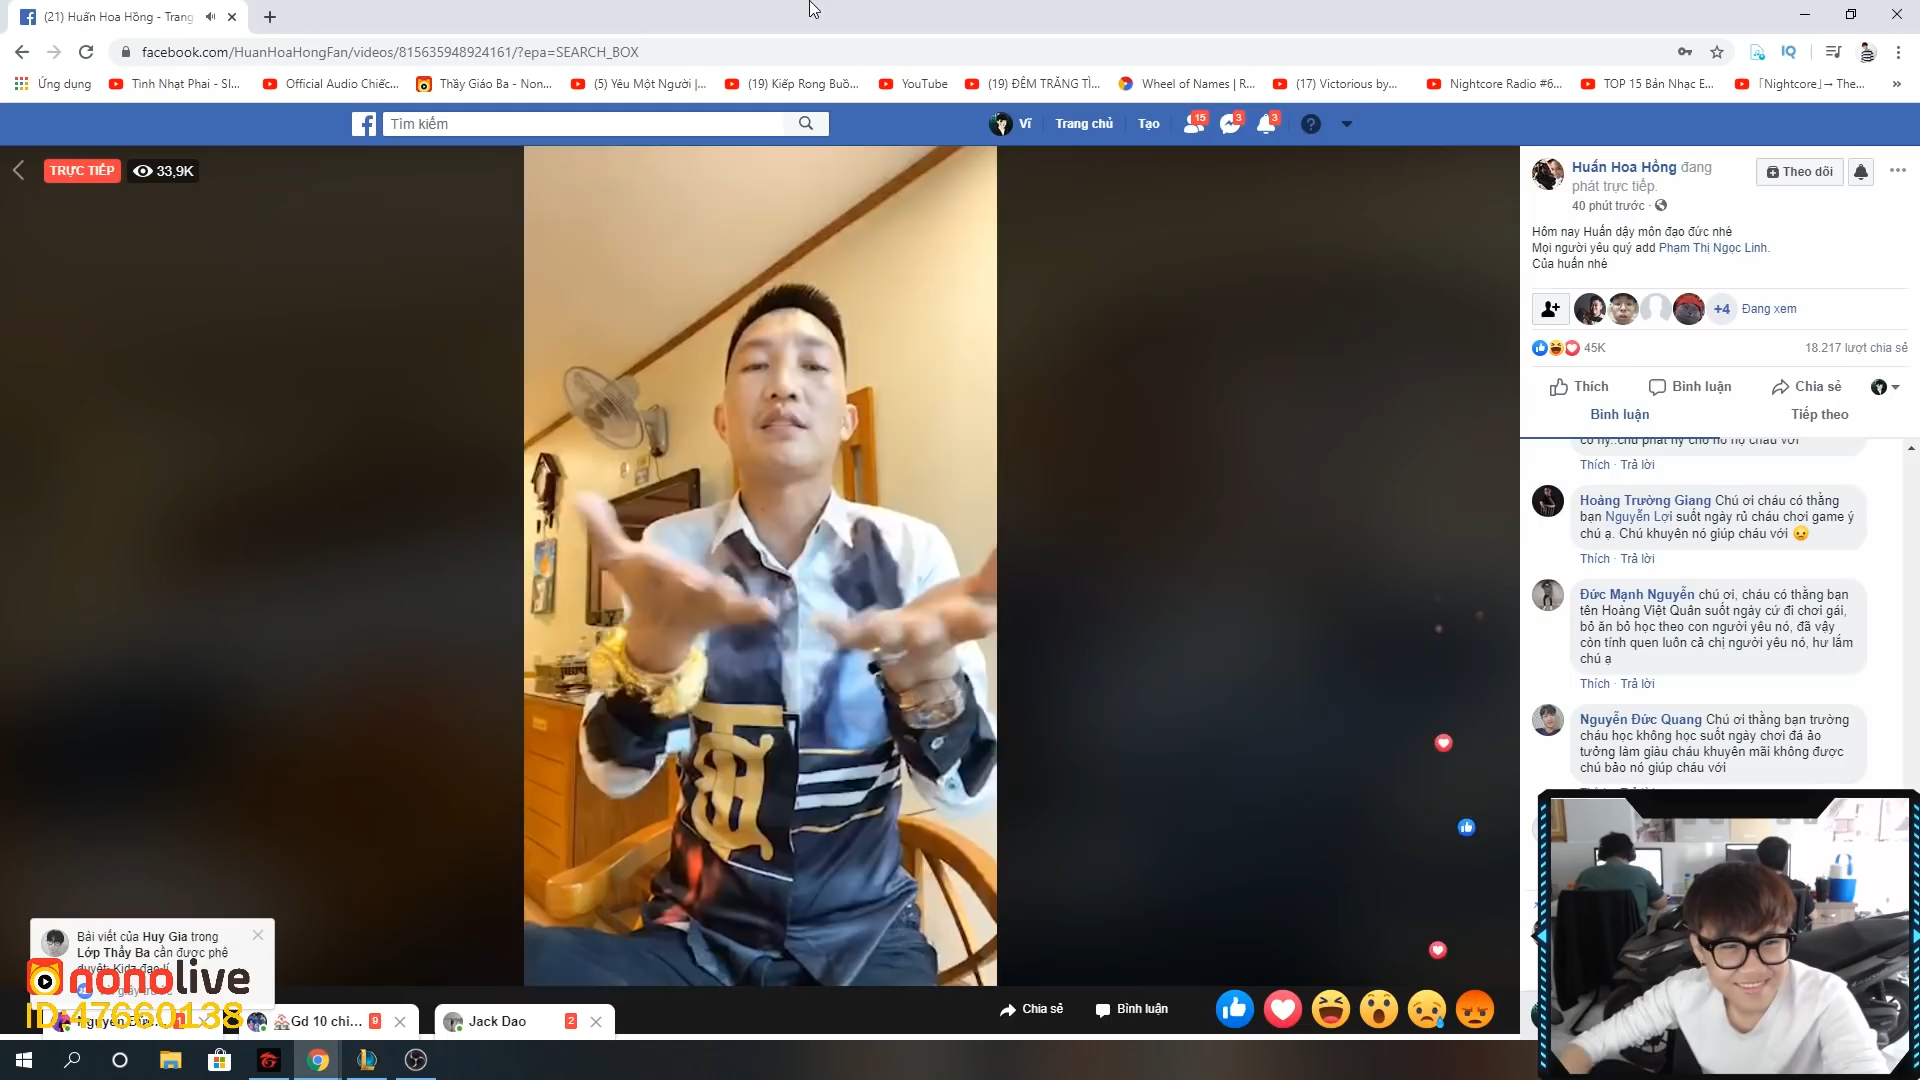 (21) Huấn Hoa Hồng - Trang
facebook.com/HuanHoaHongFan/videos/815635948924161/?epa=SEARCH_BOX
Ứng dụng
Tình Nhạt Phai - Sl...
Official Audio Chiếc...
Thầy Giáo Ba - Non...
(5) Yêu Một Người |...
(19) Kiếp Rong Buồ...
YouTube
(19) ĐÊM TRĂNG TÌ...
Wheel of Names | R...
(17) Victorious by...
Nightcore Radio #6...
TOP 15 Bản Nhạc E...
「Nightcore」→ The...
»
Tìm kiếm
Vĩ
Trang chủ
Tạo
15
3
3
TRỰC TIẾP
33,9K
Huấn Hoa Hồng đang
phát trực tiếp.
40 phút trước ·
Theo dõi
Hôm nay Huấn dậy môn đạo đức nhé
Mọi người yêu quý add Phạm Thị Ngọc Linh.
Của huấn nhé
+4
Đang xem
45K
18.217 lượt chia sẻ
Thích
Bình luận
Chia sẻ
Bình luận
Tiếp theo
Thích · Trả lời
Hoàng Trường Giang Chú ơi cháu có thằng
bạn Nguyễn Lợi suốt ngày rủ cháu chơi game ý
chú ạ. Chú khuyên nó giúp cháu với
Thích · Trả lời
Đức Mạnh Nguyễn chú ơi, cháu có thằng bạn
tên Hoàng Việt Quân suốt ngày cứ đi chơi gái,
bỏ ăn bỏ học theo con người yêu nó, đã vậy
còn tính quen luôn cả chị người yêu nó, hư lắm
chú ạ
Thích · Trả lời
Nguyễn Đức Quang Chú ơi thằng bạn trường
cháu học không học suốt ngày chơi đá ảo
tưởng làm giàu cháu khuyên mãi không được
chú bảo nó giúp cháu với
Bài viết của Huy Gia trong
Lớp Thầy Ba cần được phê
nonolive
ID:47660138
Gd 10 chi...
9
Jack Dao
2
Chia sẻ
Bình luận